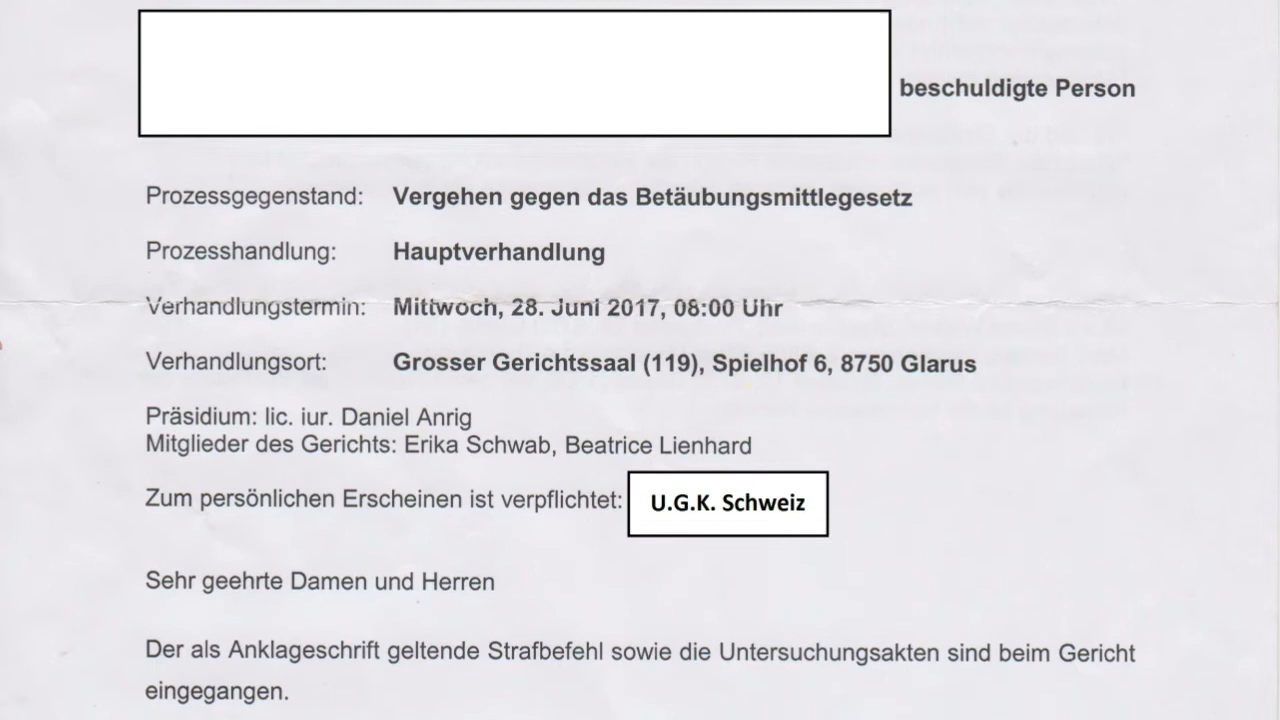 beschuldigte Person
Prozessgegenstand: Vergehen gegen das Betäubungsmittlegesetz
Prozesshandlung: Hauptverhandlung
Verhandlungstermin: Mittwoch, 28. Juni 2017, 08:00 Uhr
Verhandlungsort: Grosser Gerichtssaal (119), Spielhof 6, 8750 Glarus
Präsidium: lic. iur. Daniel Anrig
Mitglieder des Gerichts: Erika Schwab, Beatrice Lienhard
Zum persönlichen Erscheinen ist verpflichtet: U.G.K. Schweiz
Sehr geehrte Damen und Herren
Der als Anklageschrift geltende Strafbefehl sowie die Untersuchungsakten sind beim Gericht
eingegangen.